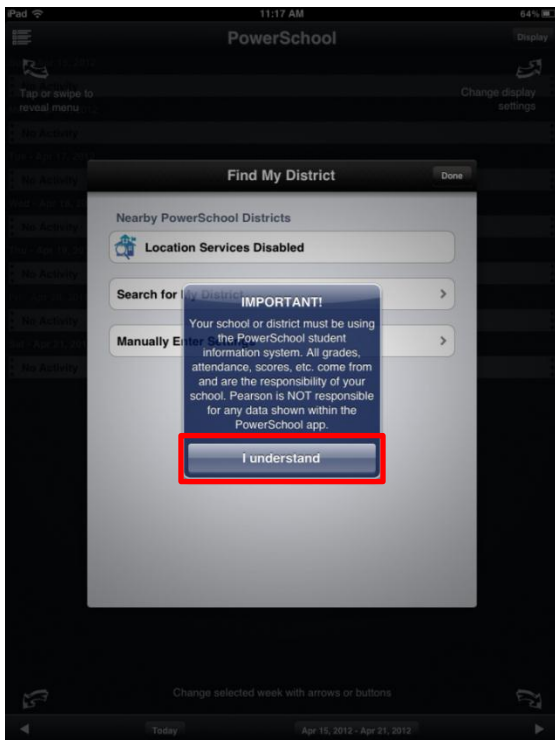 iPad 11:17 AM 64%
PowerSchool Display
Tap or swipe to
reveal menu
Change display
settings
No Activity
Find My District Done
No Activity
Nearby PowerSchool Districts
No Activity
Location Services Disabled
No Activity
Search for My District
IMPORTANT!
No Activity
Your school or district must be using
the PowerSchool student
information system. All grades,
attendance, scores, etc. come from
and are the responsibility of your
school. Pearson is NOT responsible
for any data shown within the
PowerSchool app.
Manually Enter Settings
No Activity
I understand
Change selected week with arrows or buttons
Today Apr 15, 2012 - Apr 21, 2012